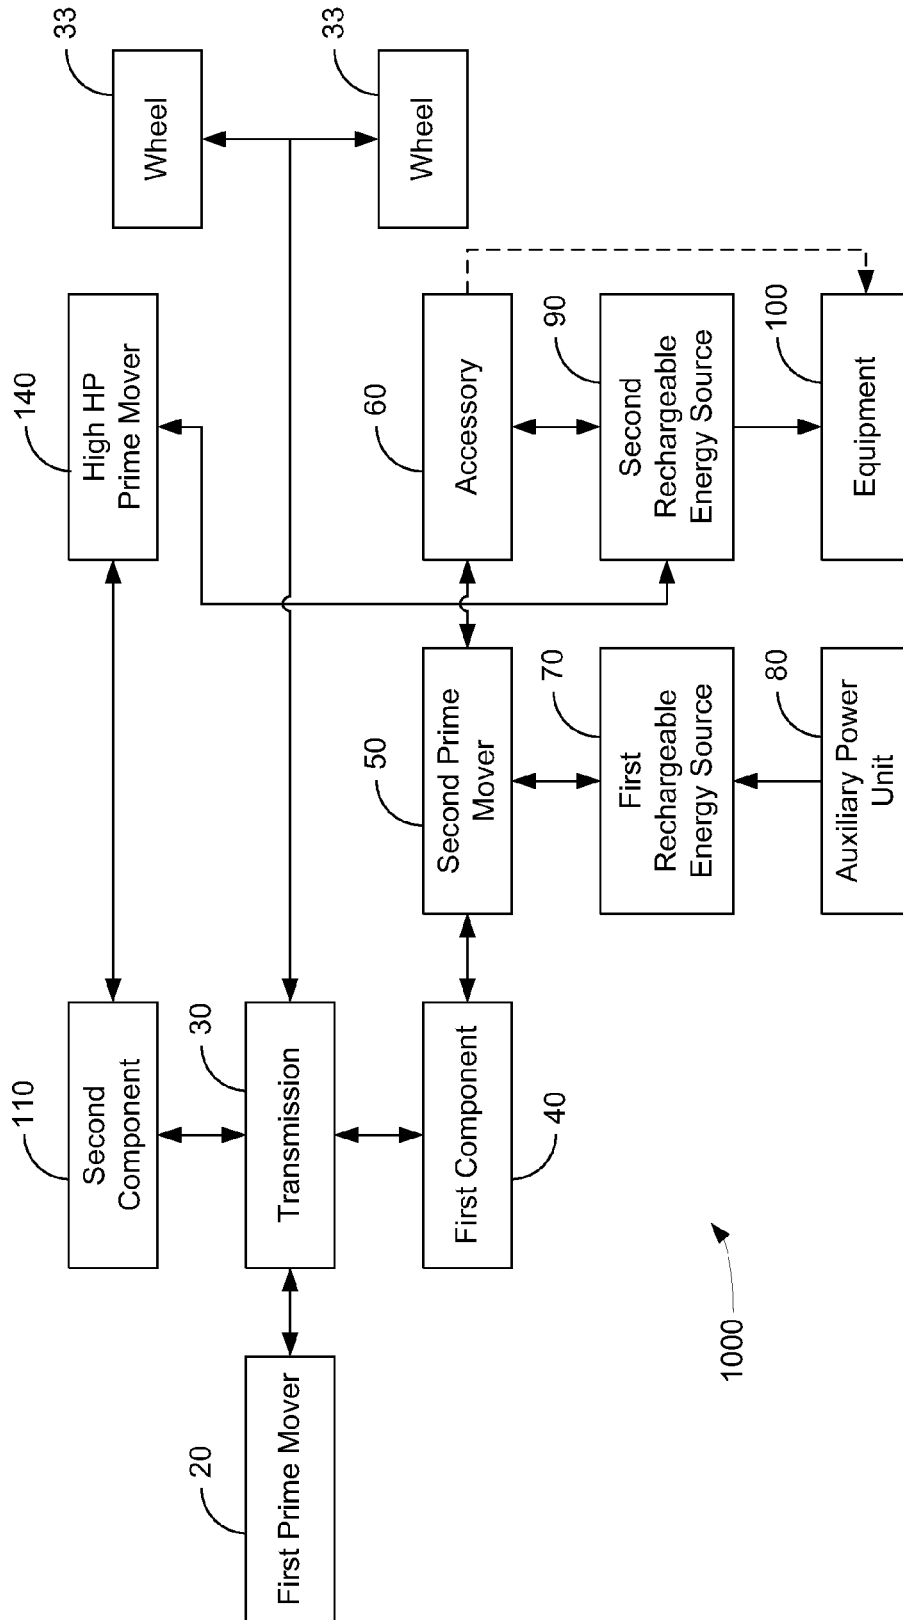 110
Second
Component
140
High HP
Prime Mover
33
Wheel
20
First Prime Mover
30
Transmission
33
Wheel
First Component
40
50
Second Prime
Mover
60
Accessory
70
First
Rechargeable
Energy Source
90
Second
Rechargeable
Energy Source
80
Auxiliary Power
Unit
100
Equipment
1000